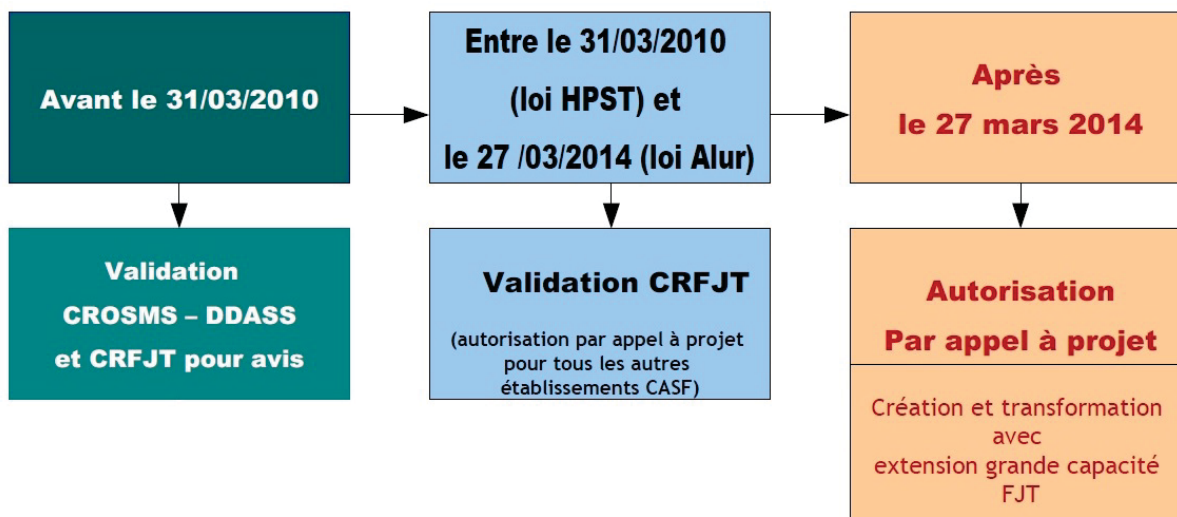 Avant le 31/03/2010
Entre le 31/03/2010
(loi HPST) et
le 27 /03/2014 (loi Alur)
Après
le 27 mars 2014
Validation
CROSMS – DDASS
et CRFJT pour avis
Validation CRFJT
(autorisation par appel à projet
pour tous les autres
établissements CASF)
Autorisation
Par appel à projet
Création et transformation
avec
extension grande capacité
FJT